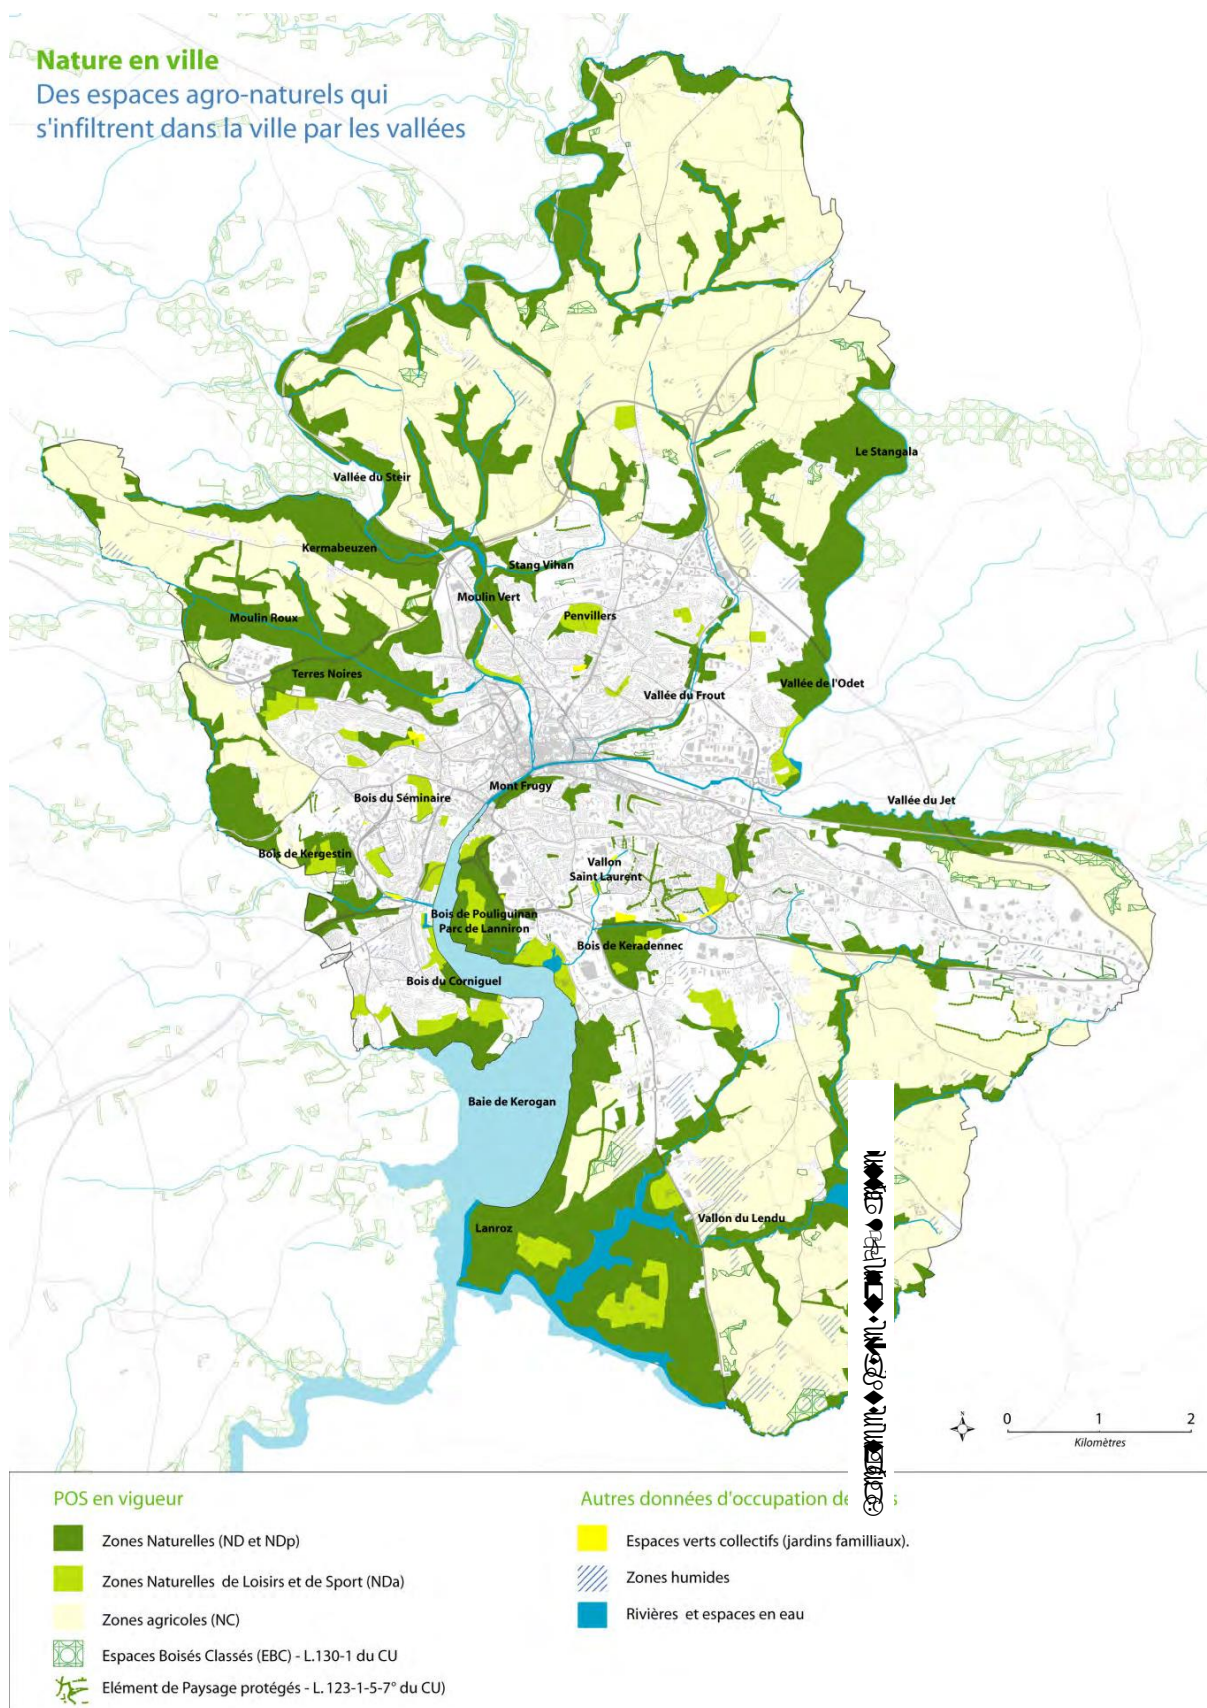 Nature en ville
Des espaces agro-naturels qui
s'infiltrent dans la ville par les vallées
Le Stangala
Vallée du Steir
Kermabeuzen
Stang Vihan
Moulin Vert
Moulin Roux
Penvillers
Terres Noires
Vallée de l'Odet
Vallée du Frout
Mont Frugy
Bois du Séminaire
Vallée du Jet
Bois de Kergestin
Vallon
Saint Laurent
Bois de Pouliguinan
Parc de Lanniron
Bois de Keradennec
Bois du Corniguel
Baie de Kerogan
Lanroz
Vallon du Lendu
N
0 1 2
Kilomètres
POS en vigueur
Zones Naturelles (ND et NDp)
Zones Naturelles de Loisirs et de Sport (NDa)
Zones agricoles (NC)
Espaces Boisés Classés (EBC) - L.130-1 du CU
Elément de Paysage protégés - L. 123-1-5-7° du CU)
Autres données d'occupation de
Espaces verts collectifs (jardins familliaux).
Zones humides
Rivières et espaces en eau